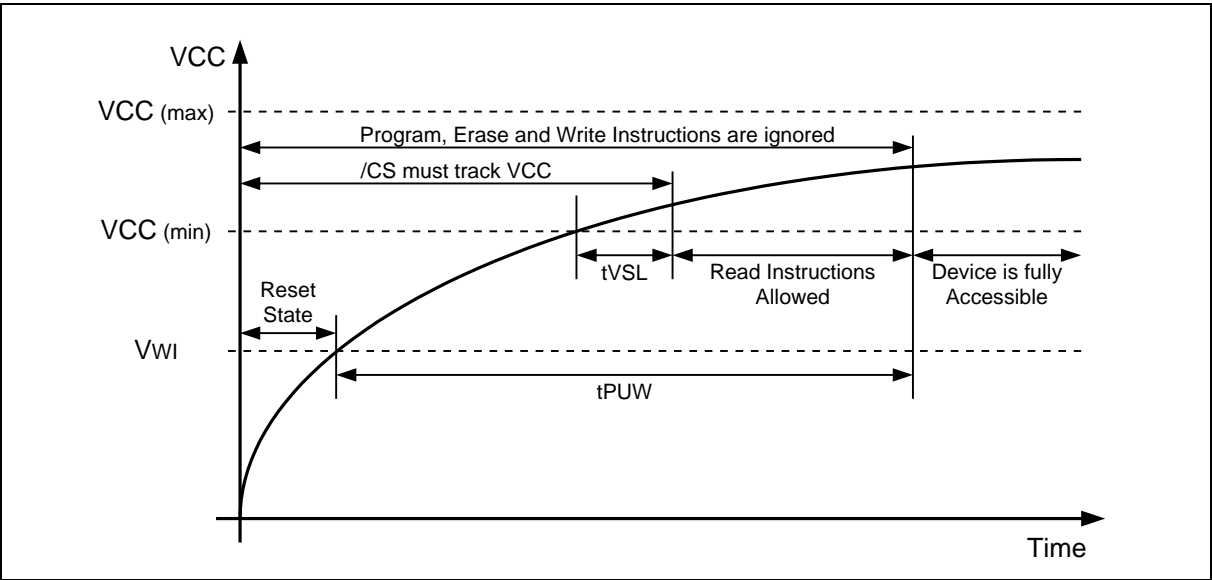 VCC
VCC (max)
Program, Erase and Write Instructions are ignored
/CS must track VCC
VCC (min)
tVSL
Read Instructions
Allowed
Device is fully
Accessible
Reset
State
VWI
tPUW
Time